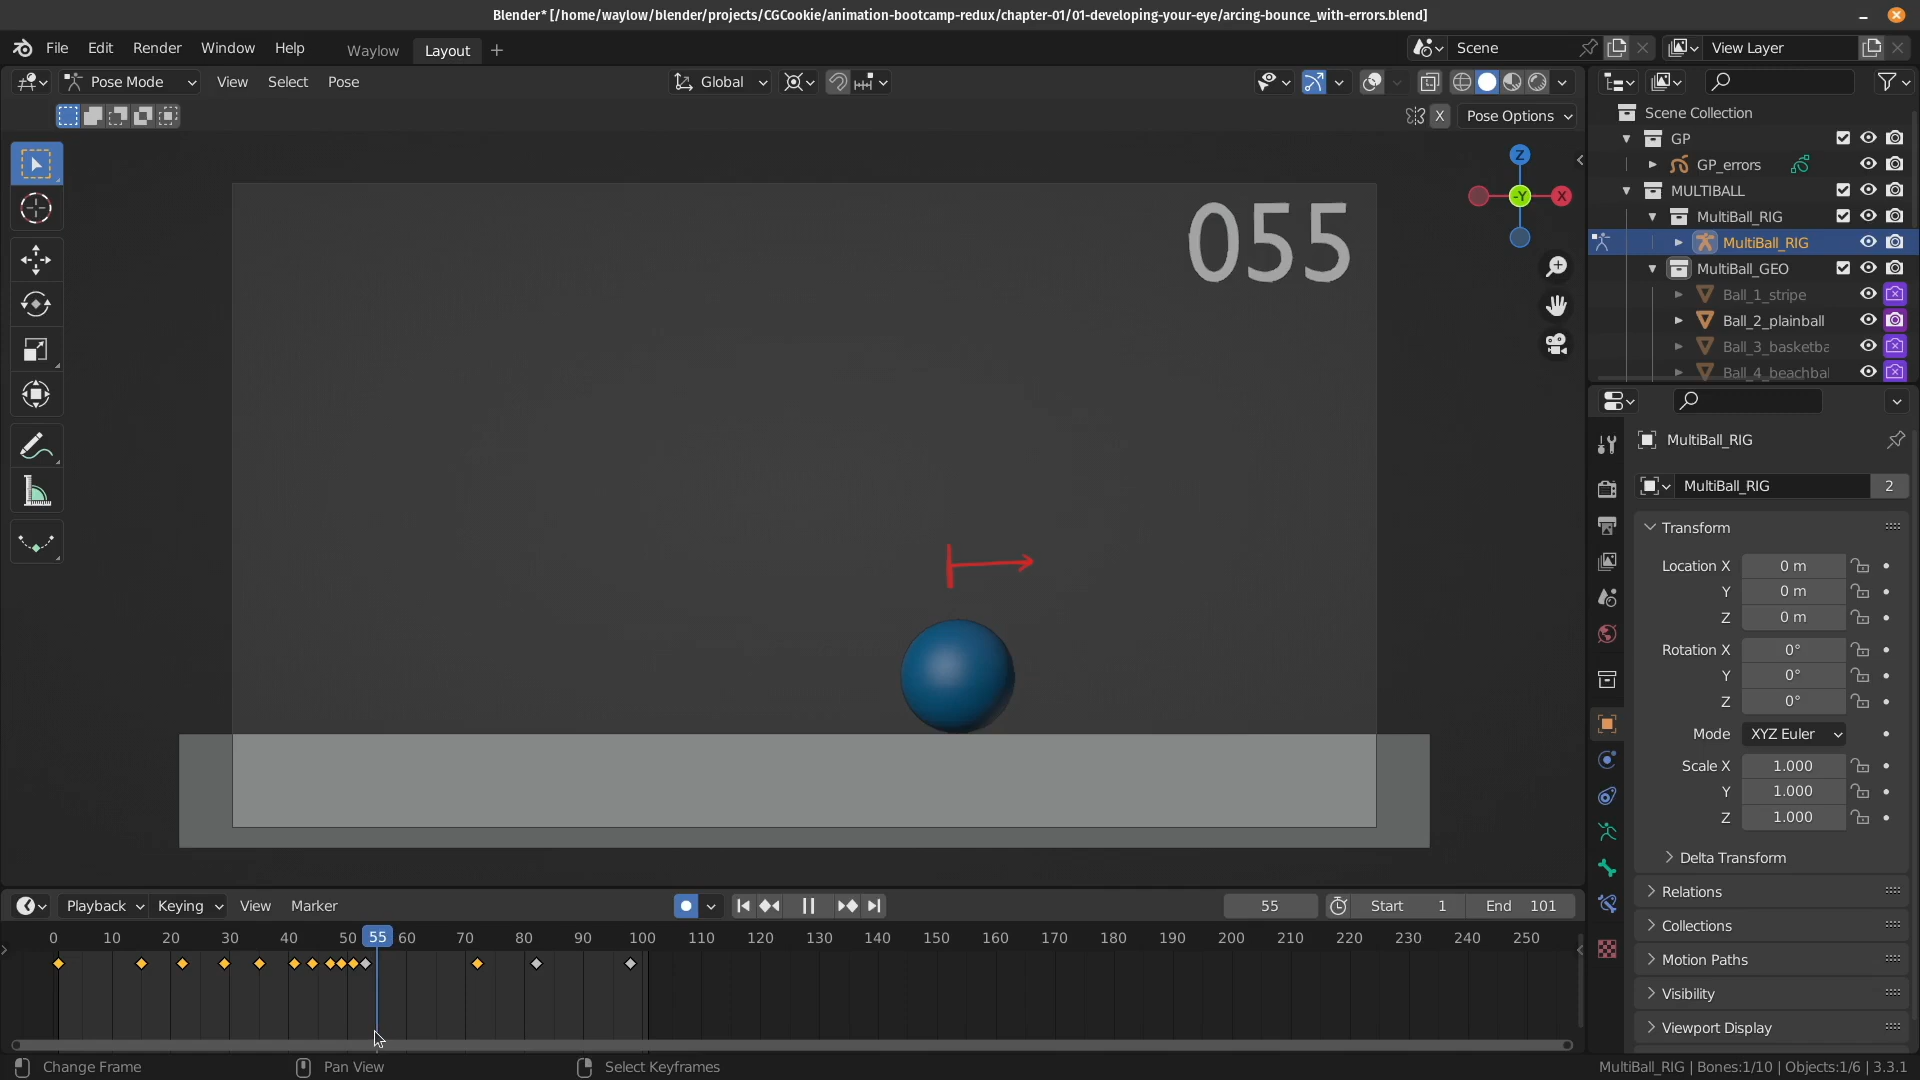 Blender* [/home/waylow/blender/projects/CGCookie/animation-bootcamp-redux/chapter-01/01-developing-your-eye/arcing-bounce_with-errors.blend]
File Edit Render Window Help Waylow Layout Scene View Layer
Pose Mode View Select Pose Global
X Pose Options
Scene Collection
GP
GP_errors
MULTIBALL
MultiBall_RIG
MultiBall_RIG
MultiBall_GEO
Ball_1_stripe
Ball_2_plainball
Ball_3_basketba
Ball_4_beachbal
055
Z
-Y
X
MultiBall_RIG
MultiBall_RIG 2
Transform
Location X 0 m
Y 0 m
Z 0 m
Rotation X 0°
Y 0°
Z 0°
Mode XYZ Euler
Scale X 1.000
Y 1.000
Z 1.000
Delta Transform
Relations
Collections
Motion Paths
Visibility
Viewport Display
Playback Keying View Marker 55 Start 1 End 101
0 10 20 30 40 50 55 60 70 80 90 100 110 120 130 140 150 160 170 180 190 200 210 220 230 240 250
Change Frame Pan View Select Keyframes MultiBall_RIG | Bones:1/10 | Objects:1/6 | 3.3.1